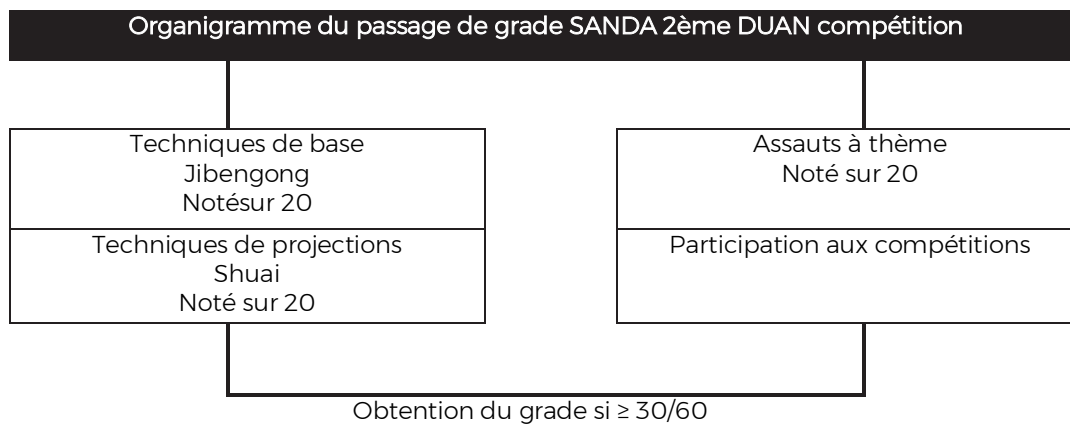 Organigramme du passage de grade SANDA 2ème DUAN compétition
Techniques de base
Jibengong
Notésur 20
Techniques de projections
Shuai
Noté sur 20
Assauts à thème
Noté sur 20
Participation aux compétitions
Obtention du grade si ≥ 30/60